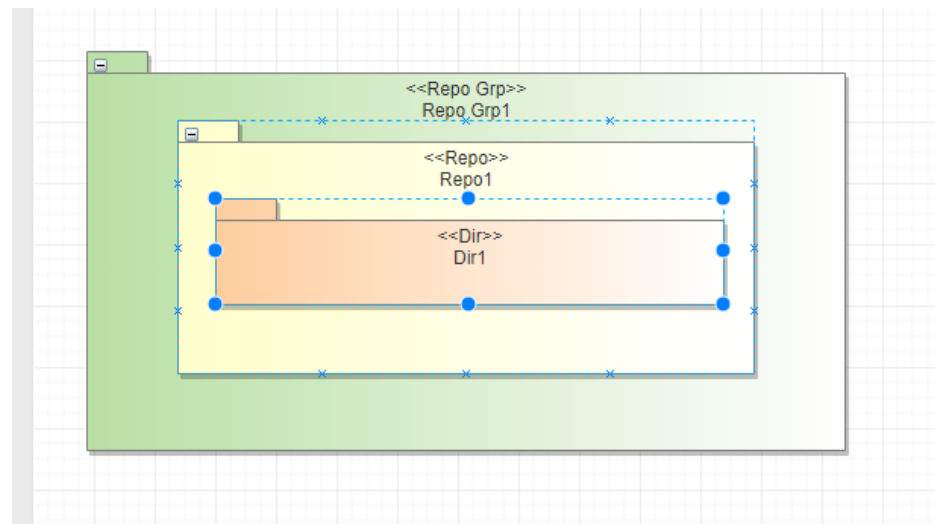 <<Repo Grp>>
Repo Grp1
<<Repo>>
Repo1
<<Dir>>
Dir1